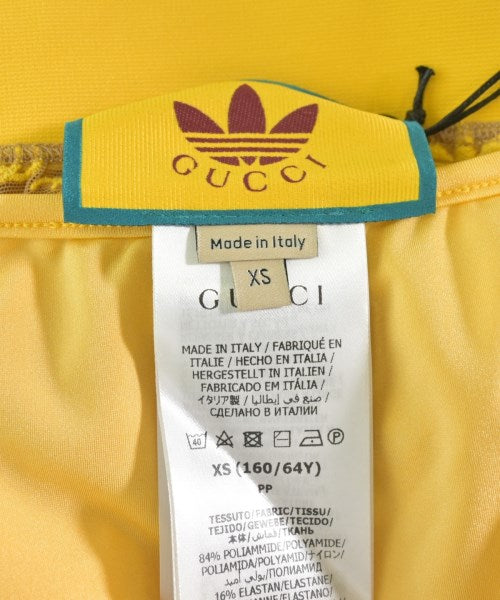 GUCCI
Made in Italy
XS
GUCCI
MADE IN ITALY / FABRIQUÉ EN
ITALIE / HECHO EN ITALIA /
HERGESTELLT IN ITALIEN /
FABRICADO EM ITÁLIA /
イタリア製 / صنع في إيطاليا /
СДЕЛАНО В ИТАЛИИ
40
P
XS (160/64Y)
PP
TESSUTO/FABRIC/TISSU/
TEJIDO/GEWEBE/TECIDO/
本体/قماش/ТКАНЬ
84% POLIAMMIDE/POLYAMIDE/
POLIAMIDA/POLYAMID/ナイロン/
بولي أميد/ПОЛИАМИД
16% ELASTAN/ELASTANE/